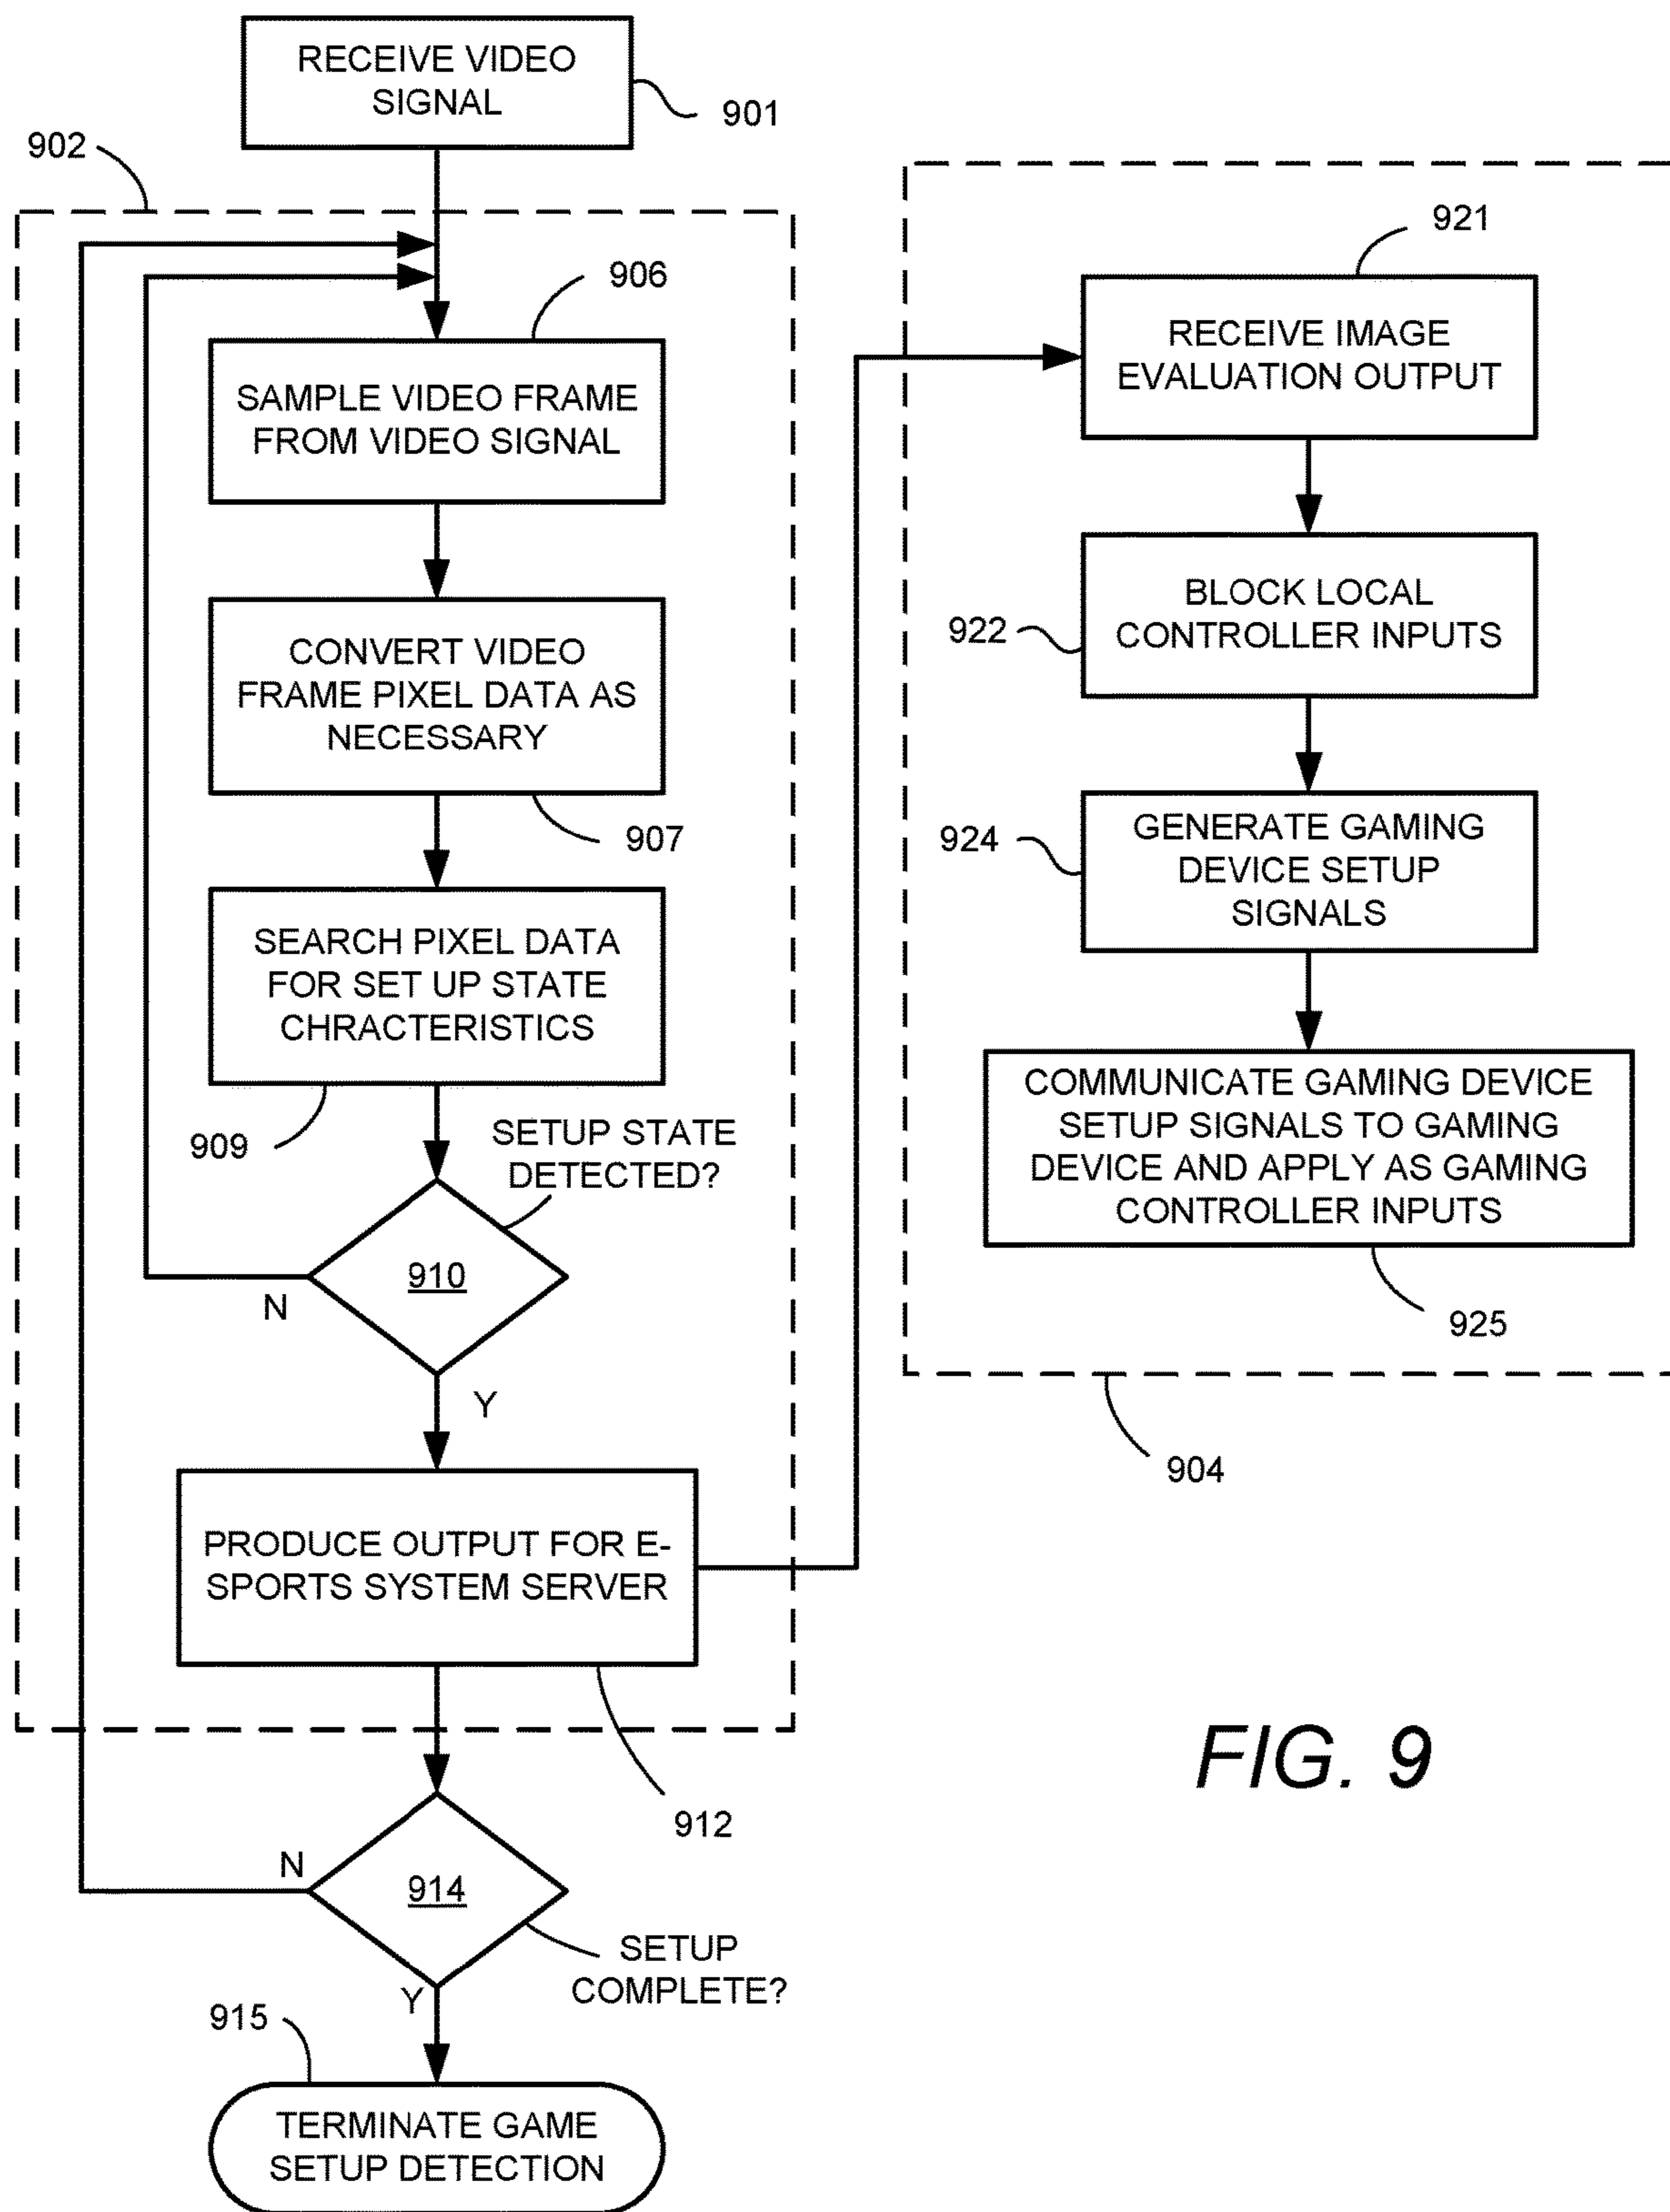 RECEIVE VIDEO
SIGNAL
901
902
906
SAMPLE VIDEO FRAME
FROM VIDEO SIGNAL
CONVERT VIDEO
FRAME PIXEL DATA AS
NECESSARY
907
SEARCH PIXEL DATA
FOR SET UP STATE
CHRACTERISTICS
909
SETUP STATE
DETECTED?
910
N
Y
PRODUCE OUTPUT FOR E-
SPORTS SYSTEM SERVER
912
N
914
SETUP
COMPLETE?
Y
915
TERMINATE GAME
SETUP DETECTION
921
RECEIVE IMAGE
EVALUATION OUTPUT
BLOCK LOCAL
CONTROLLER INPUTS
922
GENERATE GAMING
DEVICE SETUP
SIGNALS
924
COMMUNICATE GAMING DEVICE
SETUP SIGNALS TO GAMING
DEVICE AND APPLY AS GAMING
CONTROLLER INPUTS
925
904
FIG. 9